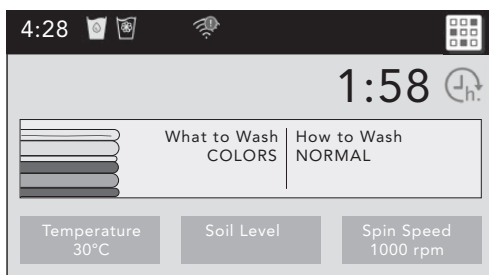 4:28
1:58 h.
What to Wash
COLORS
How to Wash
NORMAL
Temperature
30°C
Soil Level
Spin Speed
1000 rpm